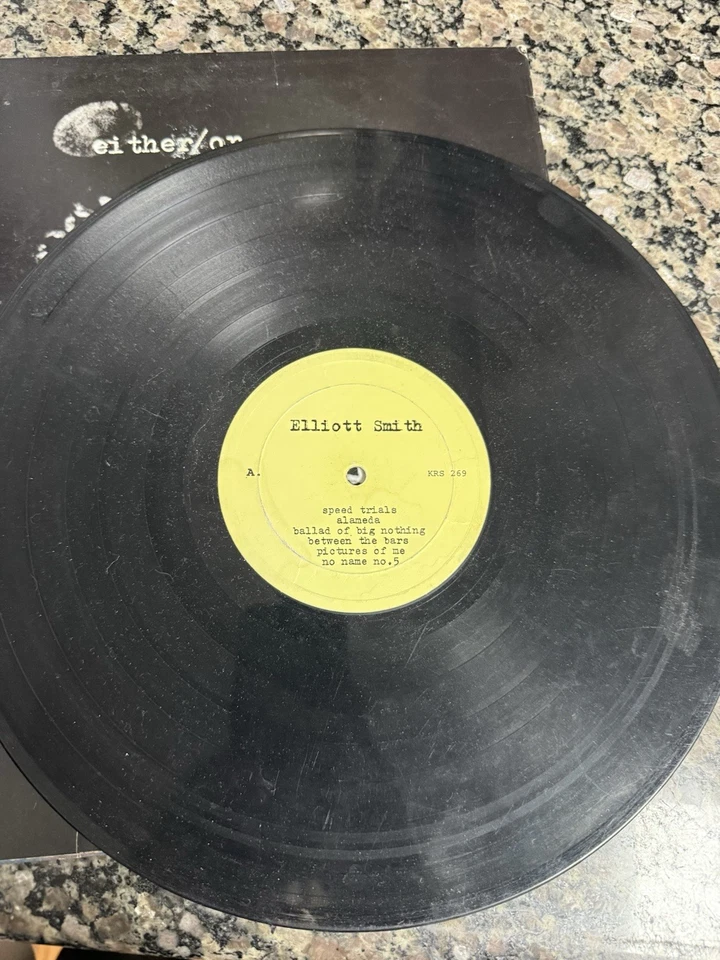 either/or
Elliott Smith
A.
KRS 269
speed trials
alameda
ballad of big nothing
between the bars
pictures of me
no name no.5